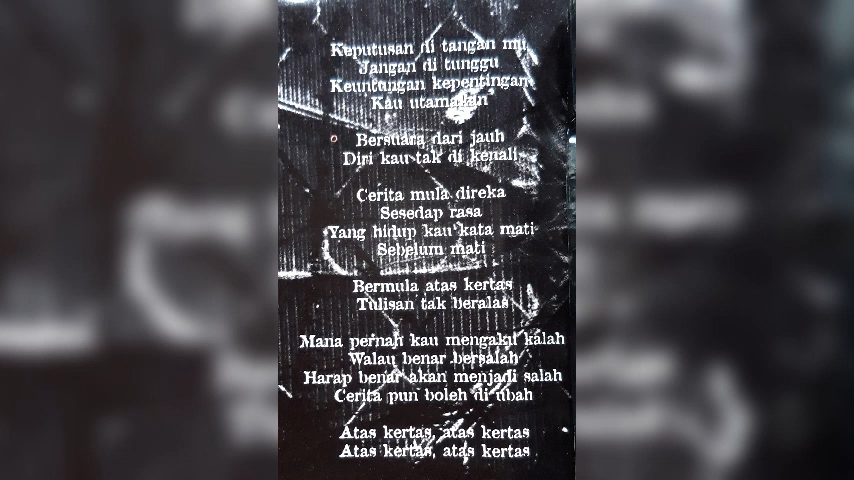 Keputusan di tangan mu
Jangan di tunggu
Keuntungan kepentingan
Kau utamakan
Bersuara dari jauh
Diri kau tak di kenali
Cerita mula direka
Sesedap rasa
Yang hidup kau kata mati
Sebelum mati
Bermula atas kertas
Tulisan tak beralas
Mana pernah kau mengaku kalah
Walau benar bersalah
Harap benar akan menjadi salah
Cerita pun boleh di ubah
Atas kertas, atas kertas
Atas kertas, atas kertas